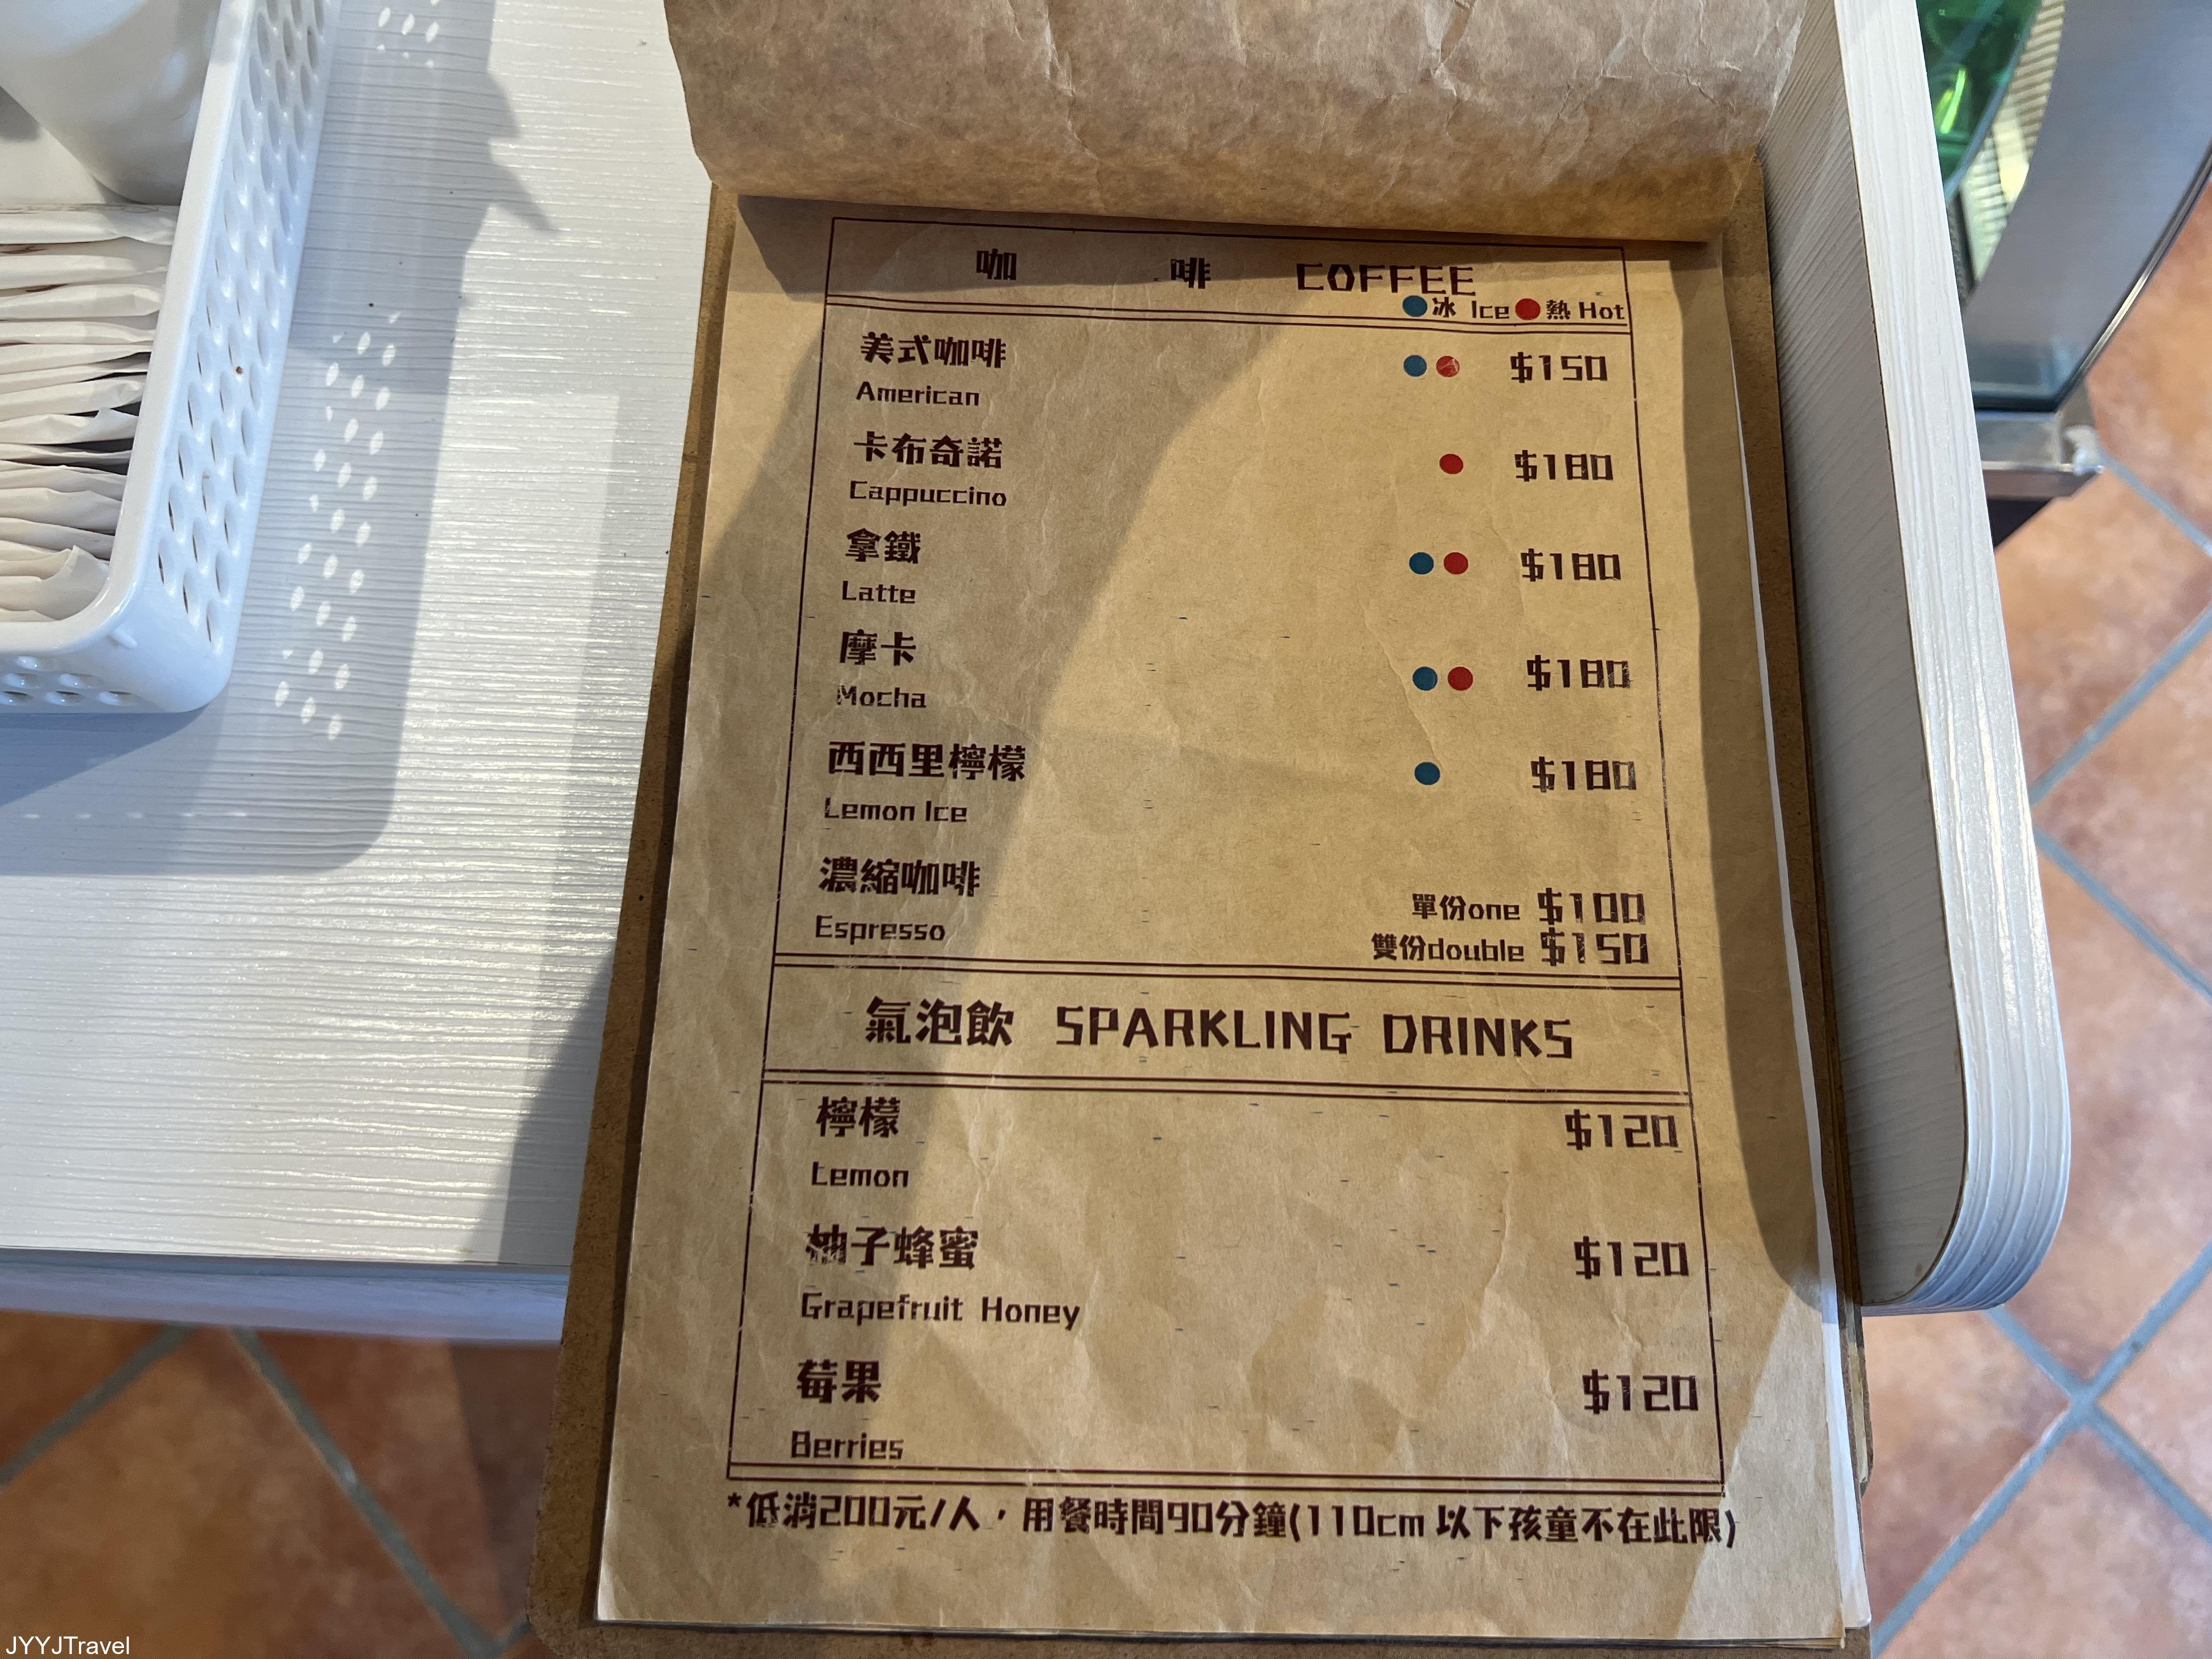 咖 啡 COFFEE
冰 Ice 熱 Hot
美式咖啡 $150
American
卡布奇諾 $180
Cappuccino
拿鐵 $180
Latte
摩卡 $180
Mocha
西西里檸檬 $180
Lemon Ice
濃縮咖啡 單份one $100
Espresso 雙份double $150
氣泡飲 SPARKLING DRINKS
檸檬 $120
Lemon
柚子蜂蜜 $120
Grapefruit Honey
莓果 $120
Berries
*低消200元/人，用餐時間90分鐘(110cm 以下孩童不在此限)
JYYJTravel